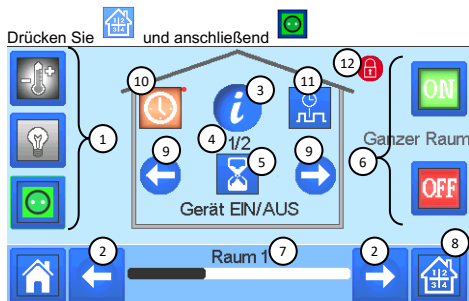 Drücken Sie und anschließend
12
10
11
3
ON
1
4
1/2
Ganzer Raum
9
5
9
6
OFF
Gerät EIN/AUS
8
2
Raum 1
7
2
1 2
3 4